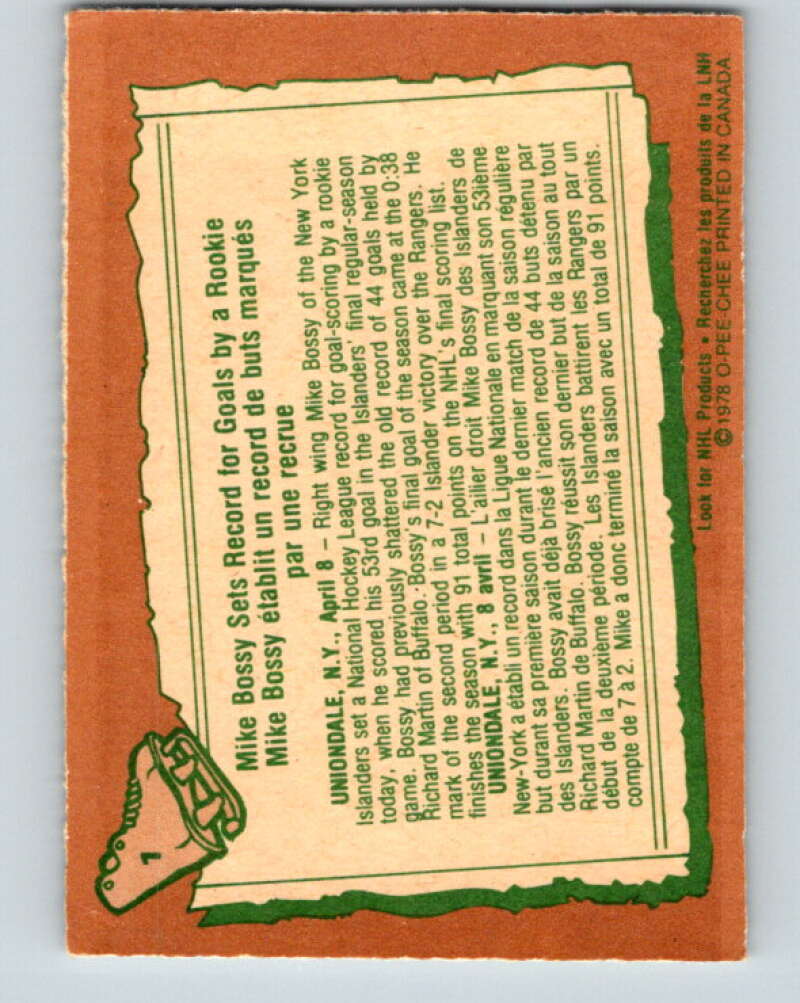 1
Mike Bossy Sets Record for Goals by a Rookie
Mike Bossy établit un record de buts marqués
par une recrue
UNIONDALE, N.Y., April 8 – Right wing Mike Bossy of the New York
Islanders set a National Hockey League record for goal-scoring by a rookie
today, when he scored his 53rd goal in the Islanders' final regular-season
game. Bossy had previously shattered the old record of 44 goals held by
Richard Martin of Buffalo. Bossy's final goal of the season came at the 0:38
mark of the second period in a 7-2 Islander victory over the Rangers. He
finishes the season with 91 total points on the NHL's final scoring list.
UNIONDALE, N.Y., 8 avril – L'ailier droit Mike Bossy des Islanders de
New-York a établi un record dans la Ligue Nationale en marquant son 53ième
but durant sa première saison durant le dernier match de la saison régulière
des Islanders. Bossy avait déjà brisé l'ancien record de 44 buts détenu par
Richard Martin de Buffalo. Bossy réussit son dernier but de la saison au tout
début de la deuxième période. Les Islanders battirent les Rangers par un
compte de 7 à 2. Mike a donc terminé la saison avec un total de 91 points.
Look for NHL Products • Recherchez les produits de la LNH
©1978 O-PEE-CHEE PRINTED IN CANADA